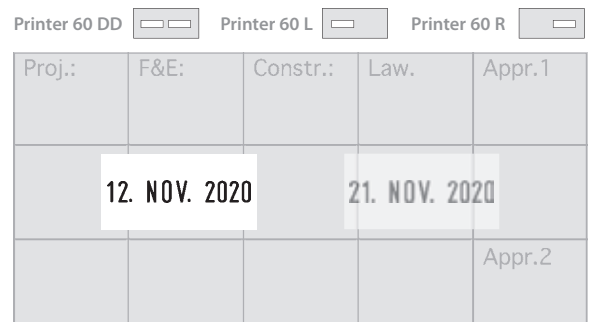 Printer 60 DD Printer 60 L Printer 60 R
Proj.: F&E: Constr.: Law. Appr.1
12. NOV. 2020 21. NOV. 2020
Appr.2